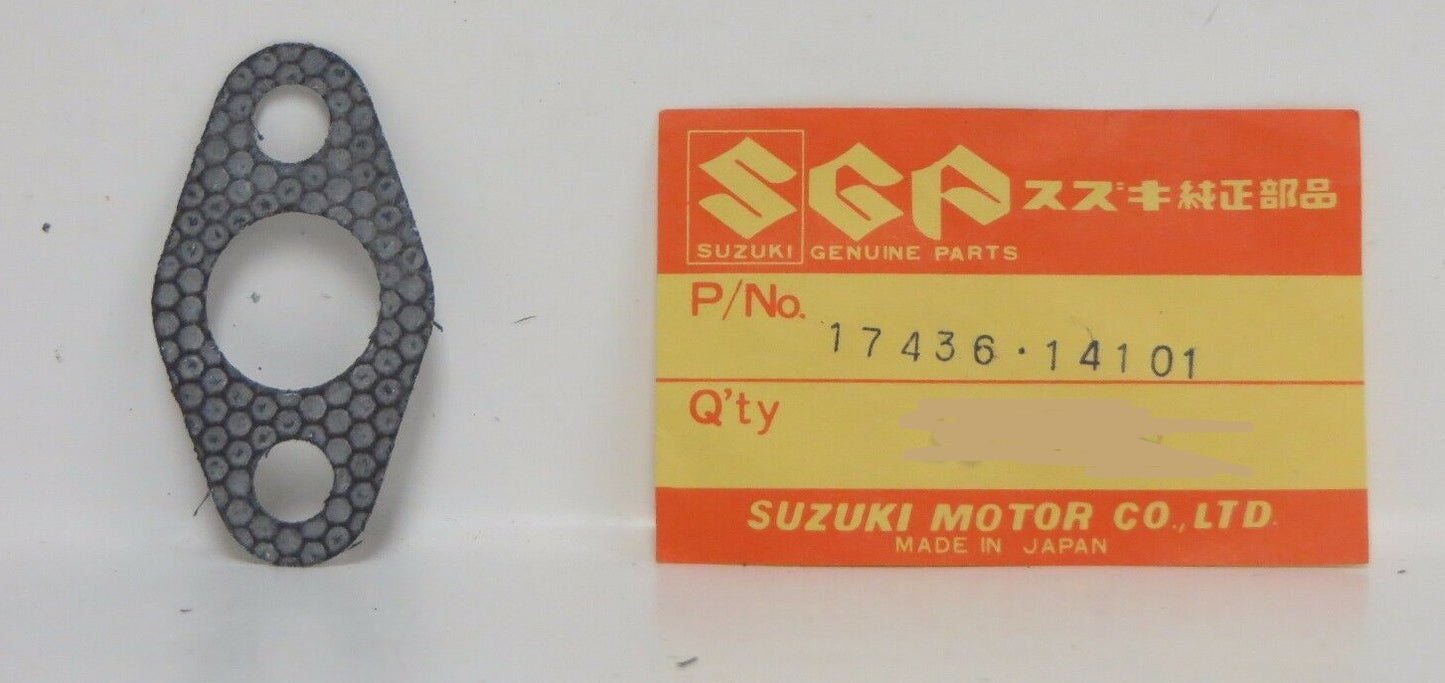 SGP スズキ純正部品
SUZUKI GENUINE PARTS
P/No. 17436·14101
Q'ty
SUZUKI MOTOR CO.,LTD.
MADE IN JAPAN